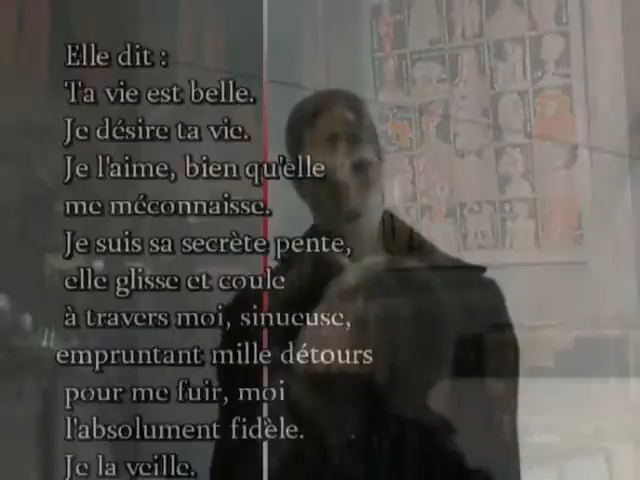 Elle dit :
Ta vie est belle.
Je désire ta vie.
Je l'aime, bien qu'elle
me méconnaisse.
Je suis sa secrète pente,
elle glisse et coule
à travers moi, sinueuse,
empruntant mille détours
pour me fuir, moi
l'absolument fidèle.
Je la veille.